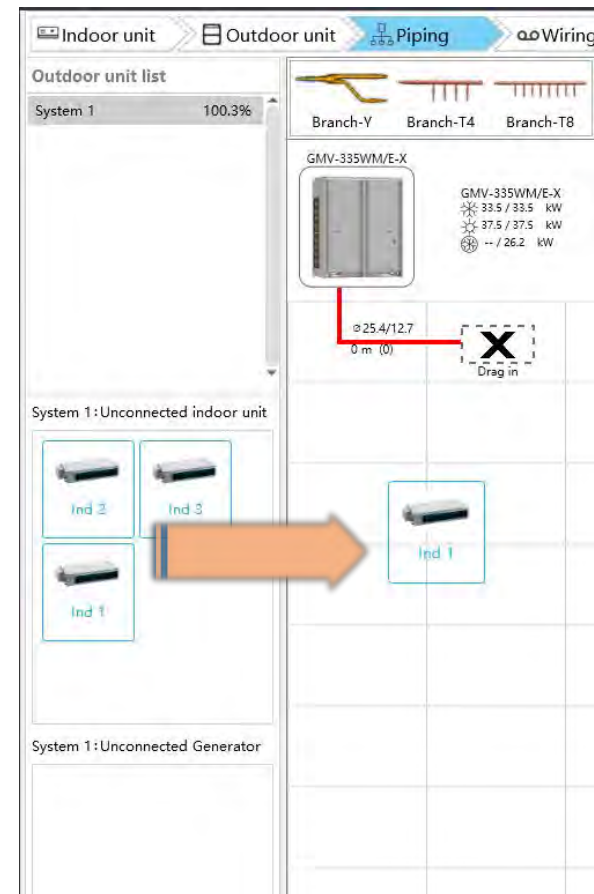 Indoor unit
Outdoor unit
Piping
Wiring
Outdoor unit list
System 1 100.3%
Branch-Y Branch-T4 Branch-T8
GMV-335WM/E-X
GMV-335WM/E-X
33.5 / 33.5 kW
37.5 / 37.5 kW
-- / 26.2 kW
⌀25.4/12.7
0 m (0)
Drag in
System 1:Unconnected indoor unit
Ind 2 Ind 3
Ind 1
Ind 1
System 1:Unconnected Generator